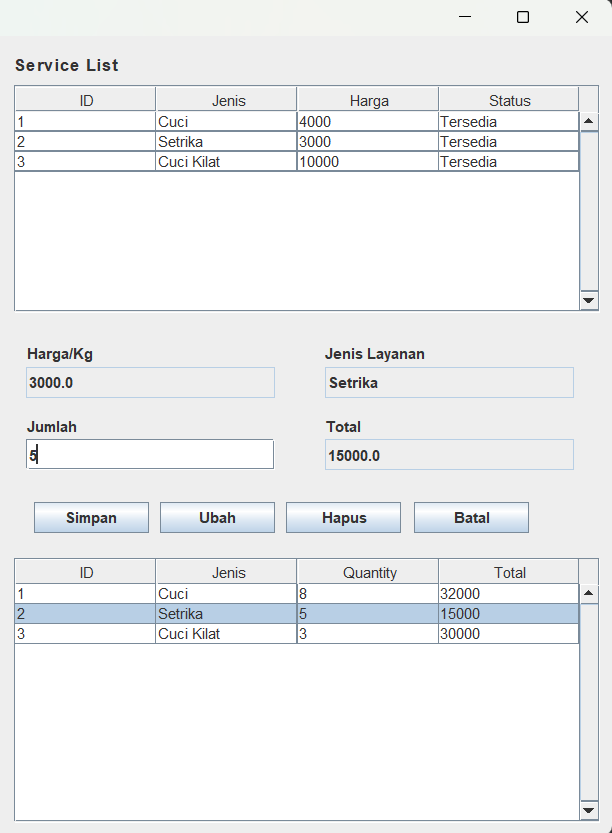 Service List
ID Jenis Harga Status
1 Cuci 4000 Tersedia
2 Setrika 3000 Tersedia
3 Cuci Kilat 10000 Tersedia
Harga/Kg Jenis Layanan
3000.0 Setrika
Jumlah Total
5 15000.0
Simpan Ubah Hapus Batal
ID Jenis Quantity Total
1 Cuci 8 32000
2 Setrika 5 15000
3 Cuci Kilat 3 30000